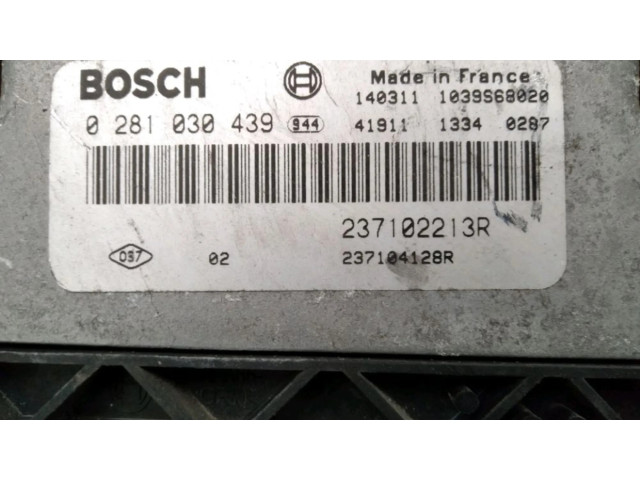 BOSCH
Made in France
140311 1039S68020
0 281 030 439 944 41911 1334 0287
237102213R
037 02 237104128R